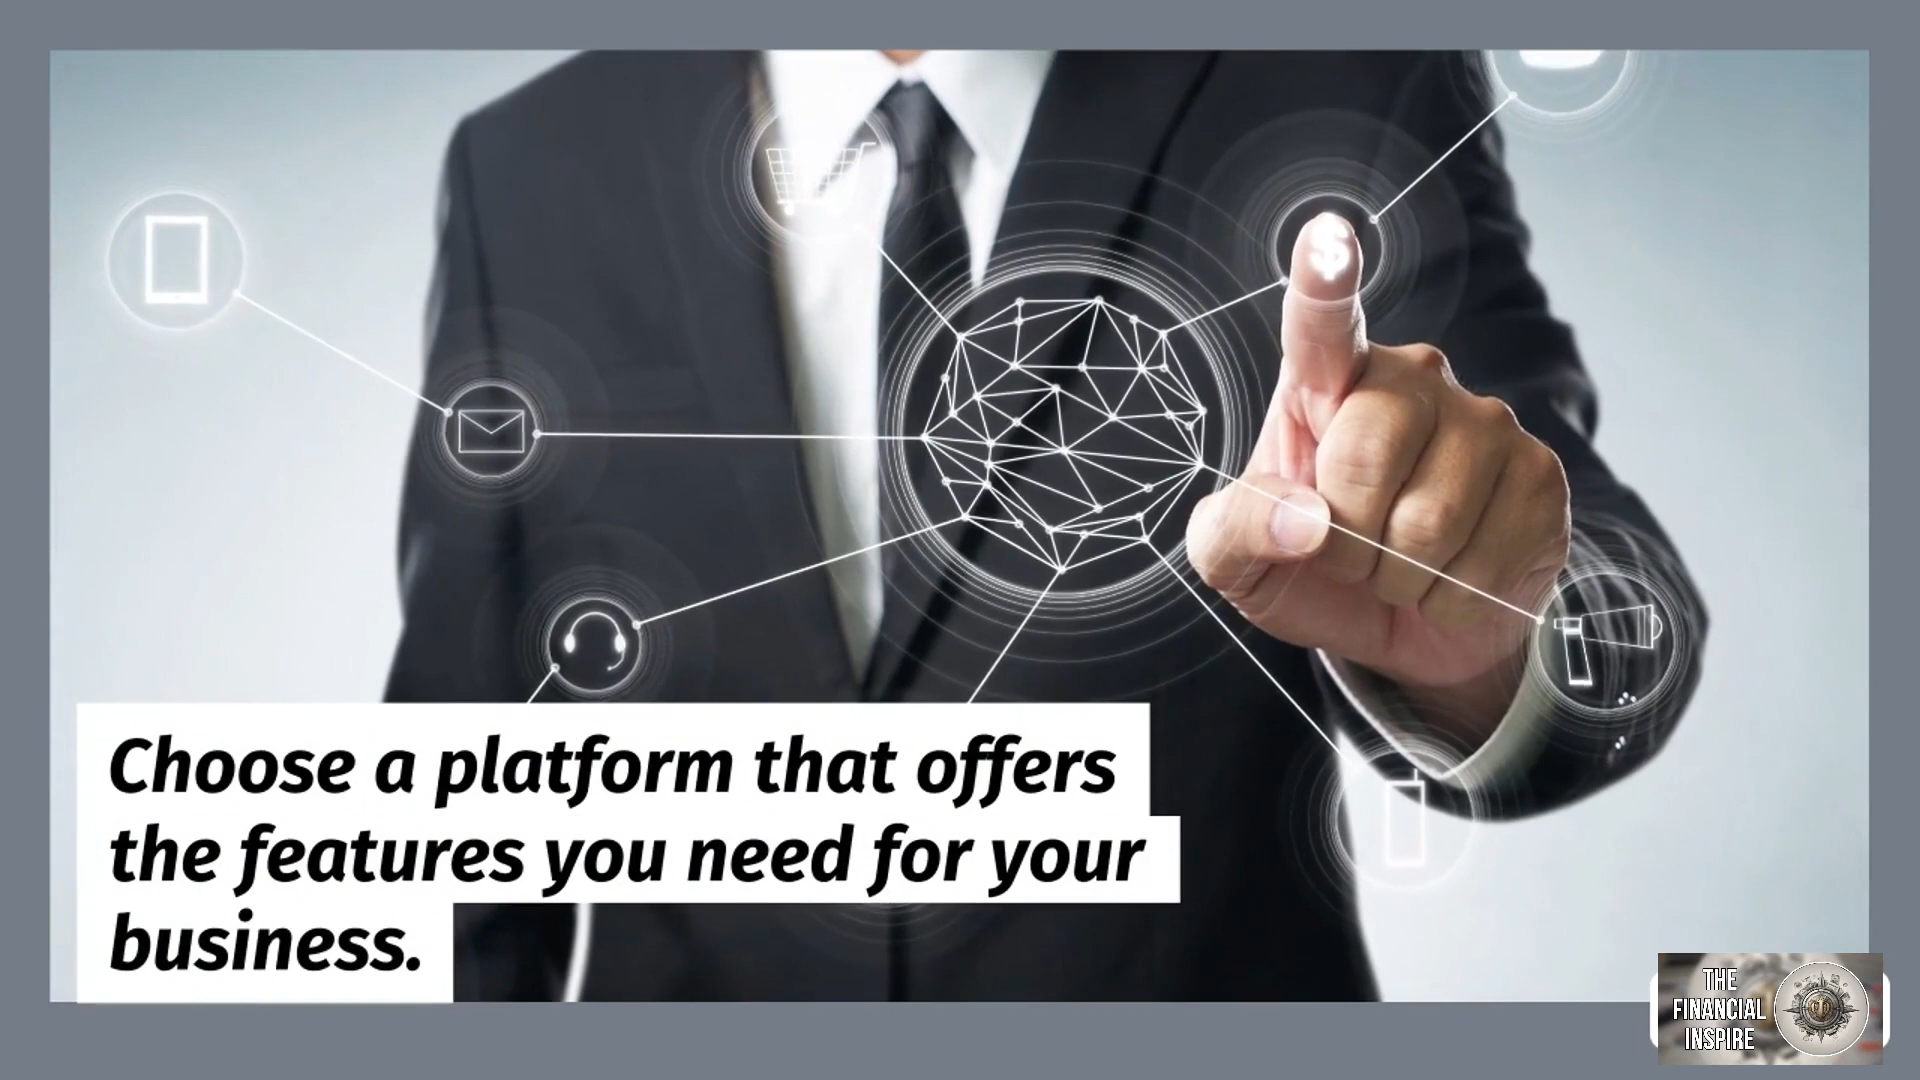 Choose a platform that offers
the features you need for your
business.
$
THE
FINANCIAL
INSPIRE